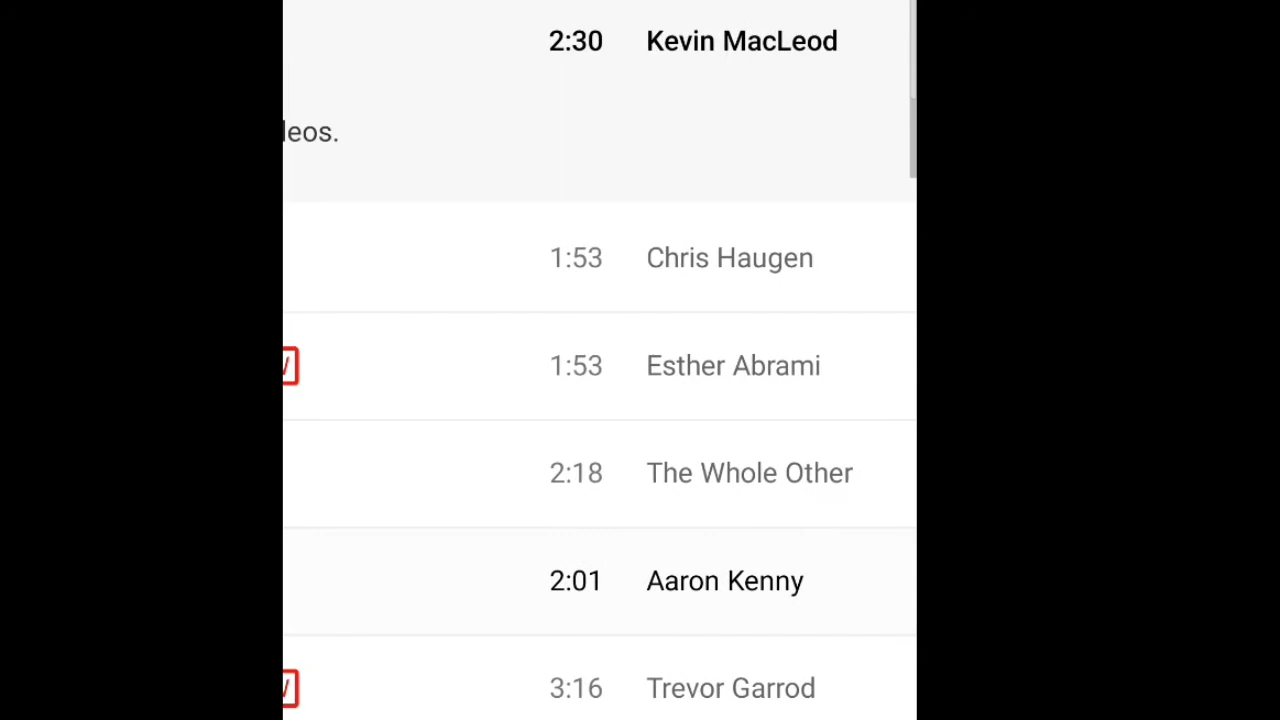 2:30 Kevin MacLeod
leos.
1:53 Chris Haugen
1:53 Esther Abrami
2:18 The Whole Other
2:01 Aaron Kenny
3:16 Trevor Garrod